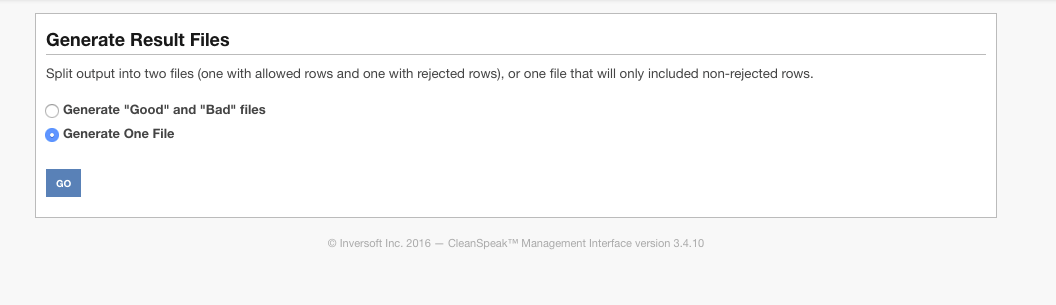 Generate Result Files
Split output into two files (one with allowed rows and one with rejected rows), or one file that will only included non-rejected rows.
Generate "Good" and "Bad" files
Generate One File
GO
© Inversoft Inc. 2016 — CleanSpeak™ Management Interface version 3.4.10